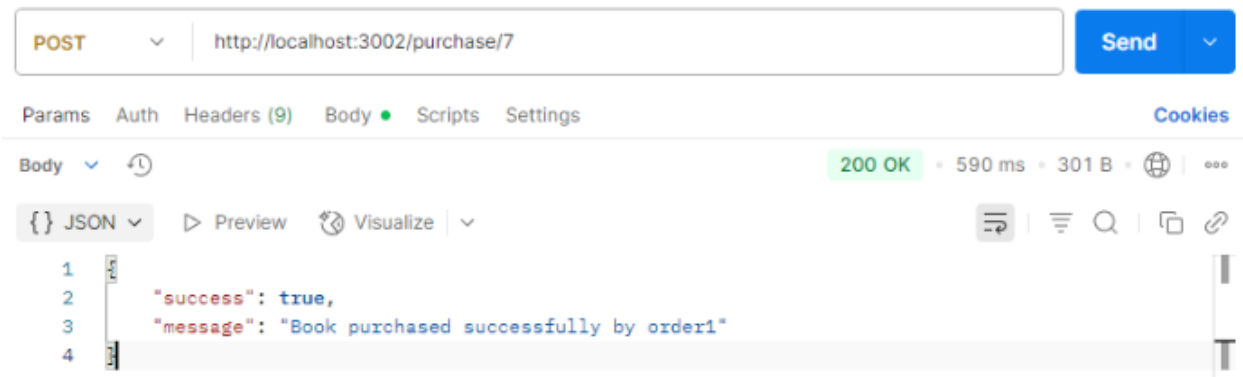 POST http://localhost:3002/purchase/7 Send
Params Auth Headers (9) Body Scripts Settings Cookies
Body 200 OK 590 ms 301 B
{} JSON Preview Visualize
1 {
2 "success": true,
3 "message": "Book purchased successfully by order1"
4 }